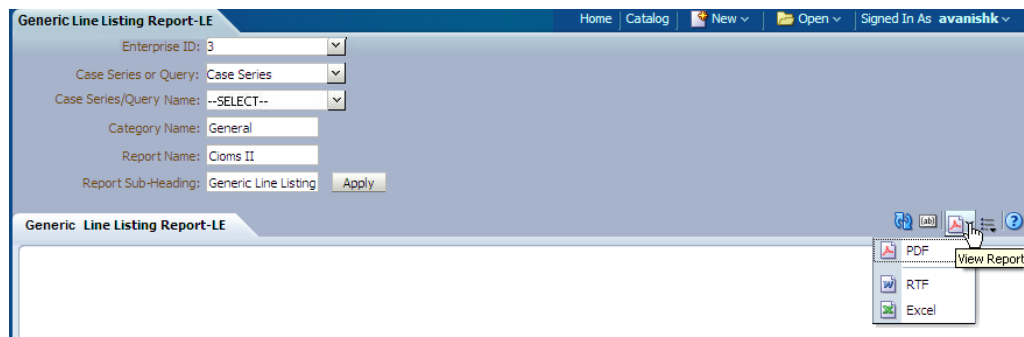 Generic Line Listing Report-LE
Home Catalog New Open Signed In As avanishk
Enterprise ID: 3
Case Series or Query: Case Series
Case Series/Query Name: --SELECT--
Category Name: General
Report Name: Cioms II
Report Sub-Heading: Generic Line Listing Apply
Generic Line Listing Report-LE
(ab) ?
PDF
View Report
RTF
Excel